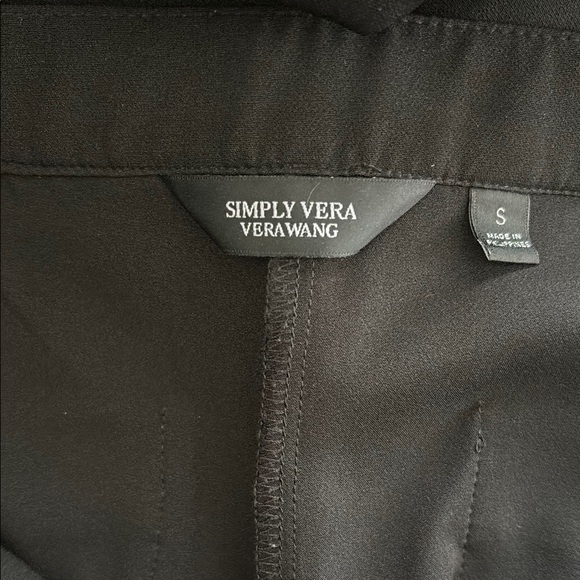 SIMPLY VERA
VERAWANG
S
MADE IN
PHILIPPINES